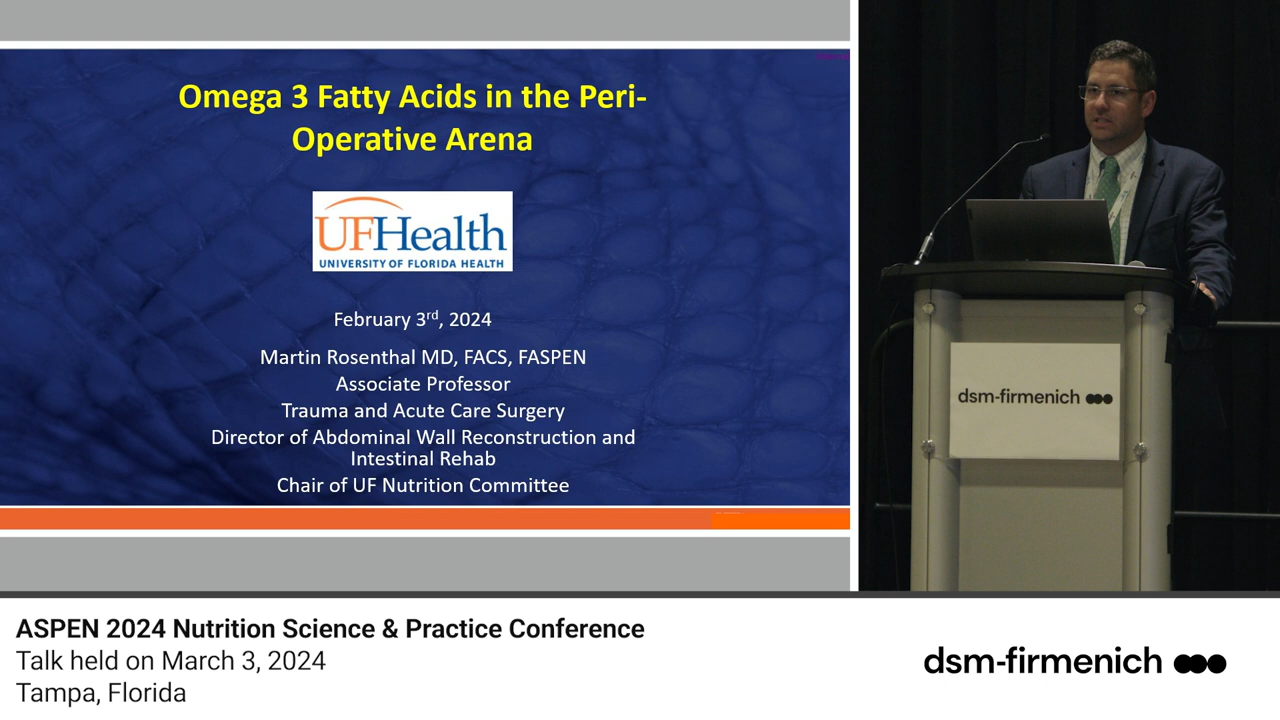 Omega 3 Fatty Acids in the Peri-
Operative Arena
UFHealth
UNIVERSITY OF FLORIDA HEALTH
February 3rd, 2024
Martin Rosenthal MD, FACS, FASPEN
Associate Professor
Trauma and Acute Care Surgery
Director of Abdominal Wall Reconstruction and
Intestinal Rehab
Chair of UF Nutrition Committee
dsm-firmenich
ASPEN 2024 Nutrition Science & Practice Conference
Talk held on March 3, 2024
Tampa, Florida
dsm-firmenich